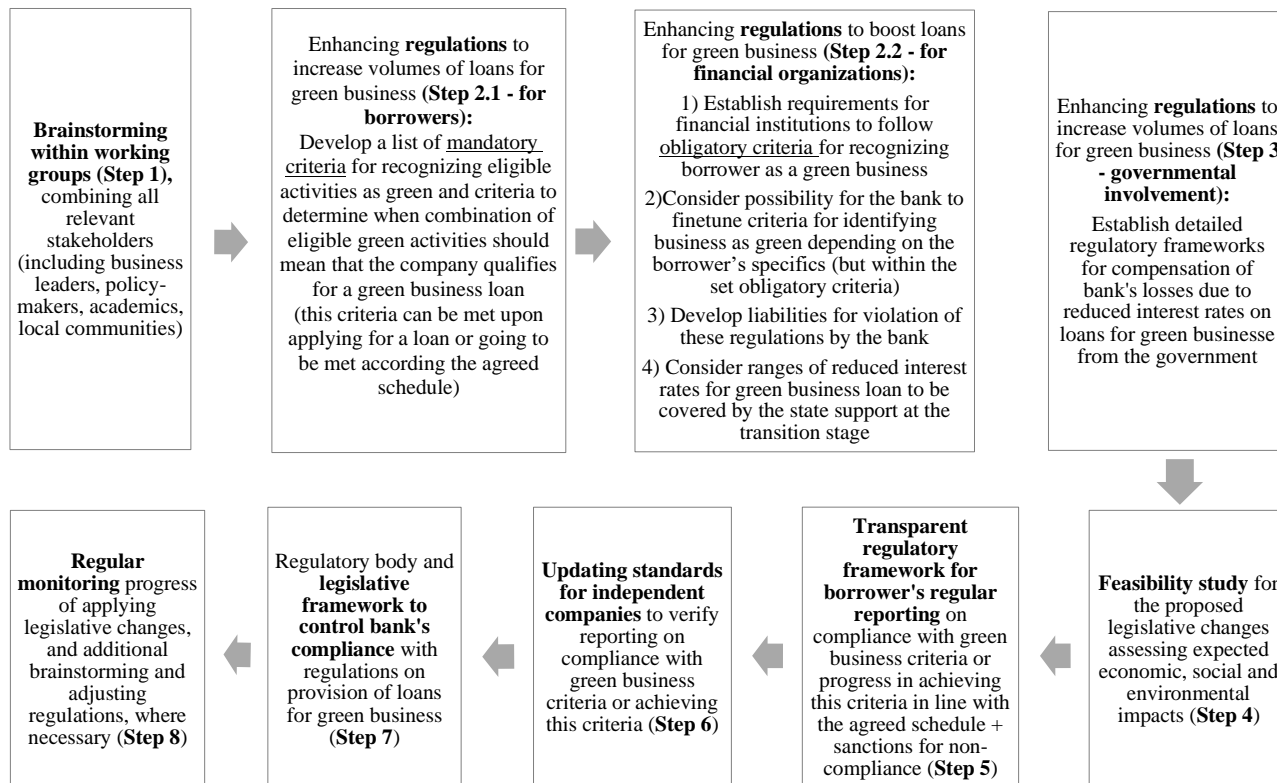 Brainstorming
within working
groups (Step 1),
combining all
relevant
stakeholders
(including business
leaders, policy-
makers, academics,
local communities)
Enhancing regulations to
increase volumes of loans for
green business (Step 2.1 - for
borrowers):
Develop a list of mandatory
criteria for recognizing eligible
activities as green and criteria to
determine when combination of
eligible green activities should
mean that the company qualifies
for a green business loan
(this criteria can be met upon
applying for a loan or going to
be met according the agreed
schedule)
Enhancing regulations to boost loans
for green business (Step 2.2 - for
financial organizations):
1) Establish requirements for
financial institutions to follow
obligatory criteria for recognizing
borrower as a green business
2)Consider possibility for the bank to
finetune criteria for identifying
business as green depending on the
borrower's specifics (but within the
set obligatory criteria)
3) Develop liabilities for violation of
these regulations by the bank
4) Consider ranges of reduced interest
rates for green business loan to be
covered by the state support at the
transition stage
Enhancing regulations to
increase volumes of loans
for green business (Step 3
- governmental
involvement):
Establish detailed
regulatory frameworks
for compensation of
bank's losses due to
reduced interest rates on
loans for green businesse
from the government
Feasibility study for
the proposed
legislative changes
assessing expected
economic, social and
environmental
impacts (Step 4)
Transparent
regulatory
framework for
borrower's regular
reporting on
compliance with green
business criteria or
progress in achieving
this criteria in line with
the agreed schedule +
sanctions for non-
compliance (Step 5)
Updating standards
for independent
companies to verify
reporting on
compliance with
green business
criteria or achieving
this criteria (Step 6)
Regulatory body and
legislative
framework to
control bank's
compliance with
regulations on
provision of loans
for green business
(Step 7)
Regular
monitoring progress
of applying
legislative changes,
and additional
brainstorming and
adjusting
regulations, where
necessary (Step 8)